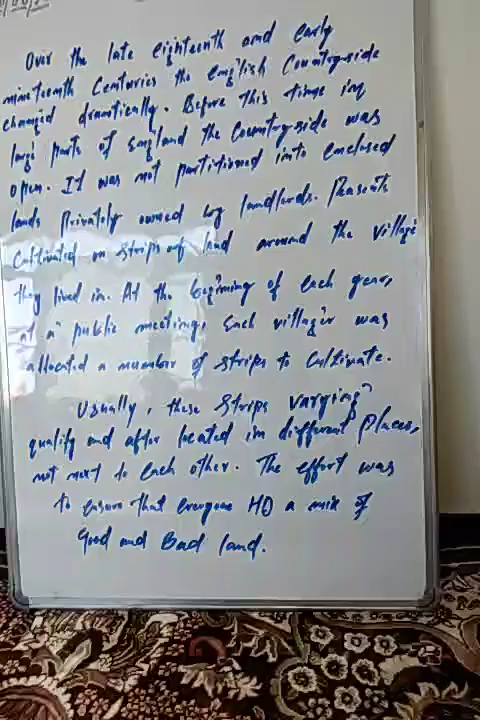 Over the late eighteenth and early
nineteenth Centuries the english Countryside
changed dramatically. Before this time in
large parts of England the Countryside was
open. It was not partitioned into enclosed
lands Privately owned by landlords. Peasants
Cultivated on strips of land around the village
they lived in. At the beginning of each year,
at a public meeting, each villager was
allocated a number of strips to Cultivate.
Usually, these strips varying
quality and often located in different Places,
not next to each other. The effort was
to ensure that everyone HD a mix of
Good and Bad land.